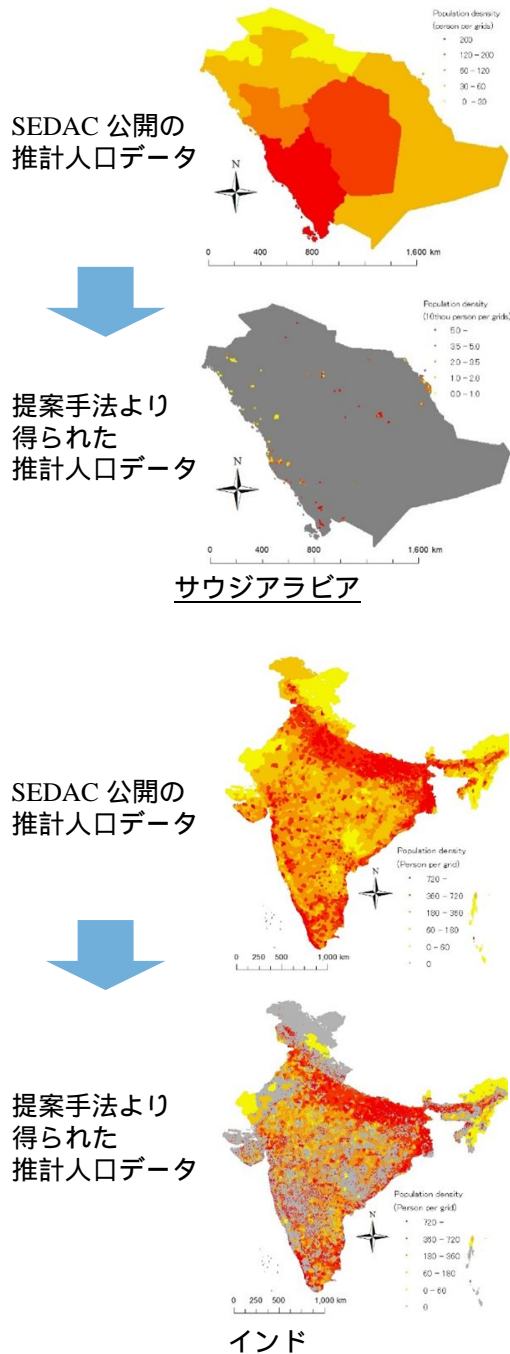 Population desnsity
(person per grids)
200
120 - 200
60 - 120
30 - 60
0 - 30
SEDAC 公開の
推計人口データ
N
0 400 800 1,600 km
Population density
(10thou person per grids)
5.0 -
3.5 - 5.0
2.0 - 3.5
1.0 - 2.0
0.0 - 1.0
提案手法より
得られた
推計人口データ
N
0 400 800 1,600 km
サウジアラビア
SEDAC 公開の
推計人口データ
Population density
(Person per grid)
720 -
360 - 720
180 - 360
60 - 180
0 - 60
0
N
0 250 500 1,000 km
提案手法より
得られた
推計人口データ
Population density
(Person per grid)
720 -
360 - 720
180 - 360
60 - 180
0 - 60
0
N
0 250 500 1,000 km
インド